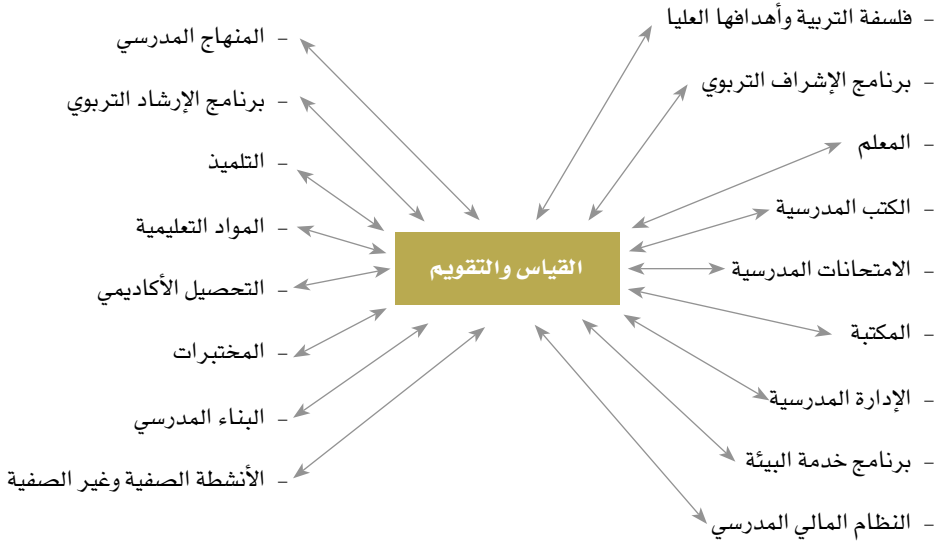 – فلسفة التربية وأهدافها العليا
– برنامج الإشراف التربوي
– المعلم
– الكتب المدرسية
– الامتحانات المدرسية
– المكتبة
– الإدارة المدرسية
– برنامج خدمة البيئة
– النظام المالي المدرسي
القياس والتقويم
– المنهاج المدرسي
– برنامج الإرشاد التربوي
– التلميذ
– المواد التعليمية
– التحصيل الأكاديمي
– المختبرات
– البناء المدرسي
– الأنشطة الصفية وغير الصفية